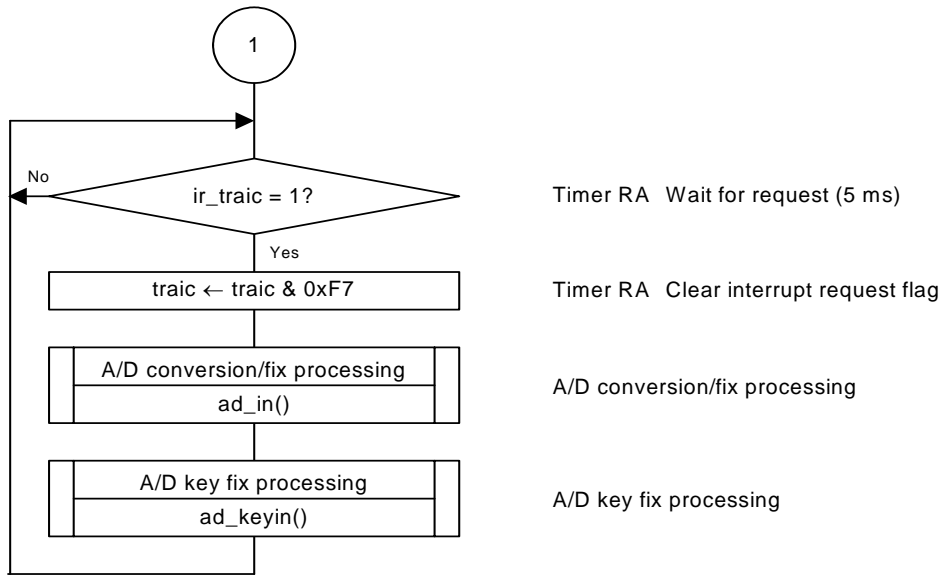 1
No
ir_traic = 1?
Timer RA Wait for request (5 ms)
Yes
traic ← traic & 0xF7
Timer RA Clear interrupt request flag
A/D conversion/fix processing
ad_in()
A/D conversion/fix processing
A/D key fix processing
ad_keyin()
A/D key fix processing